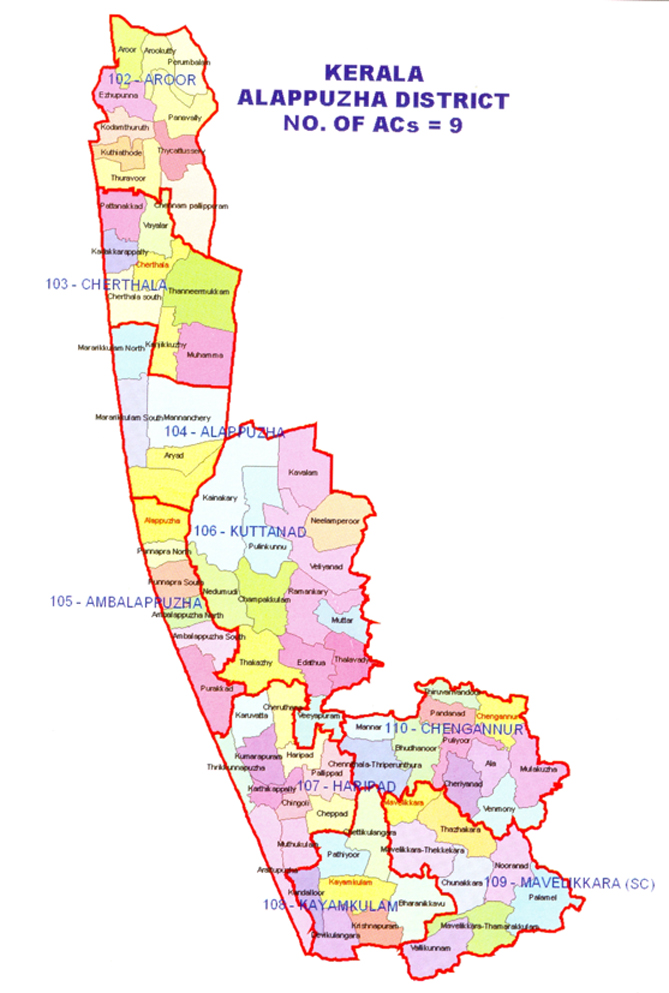 KERALA
ALAPPUZHA DISTRICT
NO. OF ACs = 9
Aroor
Arookutty
Perumbalam
102 - AROOR
Ezhupunna
Panavally
Kodamthuruth
Kuthiathode
Thycattussery
Thuravoor
Pattanakkad
Chennam pallippuram
Vayalar
Kadakkarappally
Cherthala
103 - CHERTHALA
Cherthala south
Thanneermukkam
Mararikkulam North
Kanjikkuzhy
Muhamma
Mararikkulam South
Mannanchery
104 - ALAPPUZHA
Aryad
Kavalam
Kainakary
Alappuzha
Neelamperoor
106 - KUTTANAD
Pulinkunnu
Punnapra North
Veliyanad
Punnapra South
Nedumudi
Ramankary
Champakkulam
105 - AMBALAPPUZHA
Ambalappuzha North
Muttar
Ambalappuzha South
Thakazhy
Edathua
Thalavady
Purakkad
Thiruvanvandoor
Cheruthana
Karuvatta
Veeyapuram
Pandanad
Chengannur
Mannar
110 - CHENGANNUR
Puliyoor
Budhanoor
Kumarapuram
Haripad
Thrikkunnapuzha
Chennithala-Thriperunthura
Ala
Mulakuzha
Pallippad
Cheriyanad
107 - HARIPAD
Karthikappally
Chingoli
Mavelikkara
Venmony
Cheppad
Chettikulangara
Thazhakara
Muthukulam
Pathiyoor
Mavelikkara-Thekkekara
Nooranad
Arattupuzha
Kayamkulam
Chunakkara
109 - MAVEDIKKARA (SC)
Kandalloor
Palamel
108 - KAYAMKULAM
Bharanikkavu
Krishnapuram
Mavelikkara-Thamarakkulam
Devikulangara
Vallikunnam